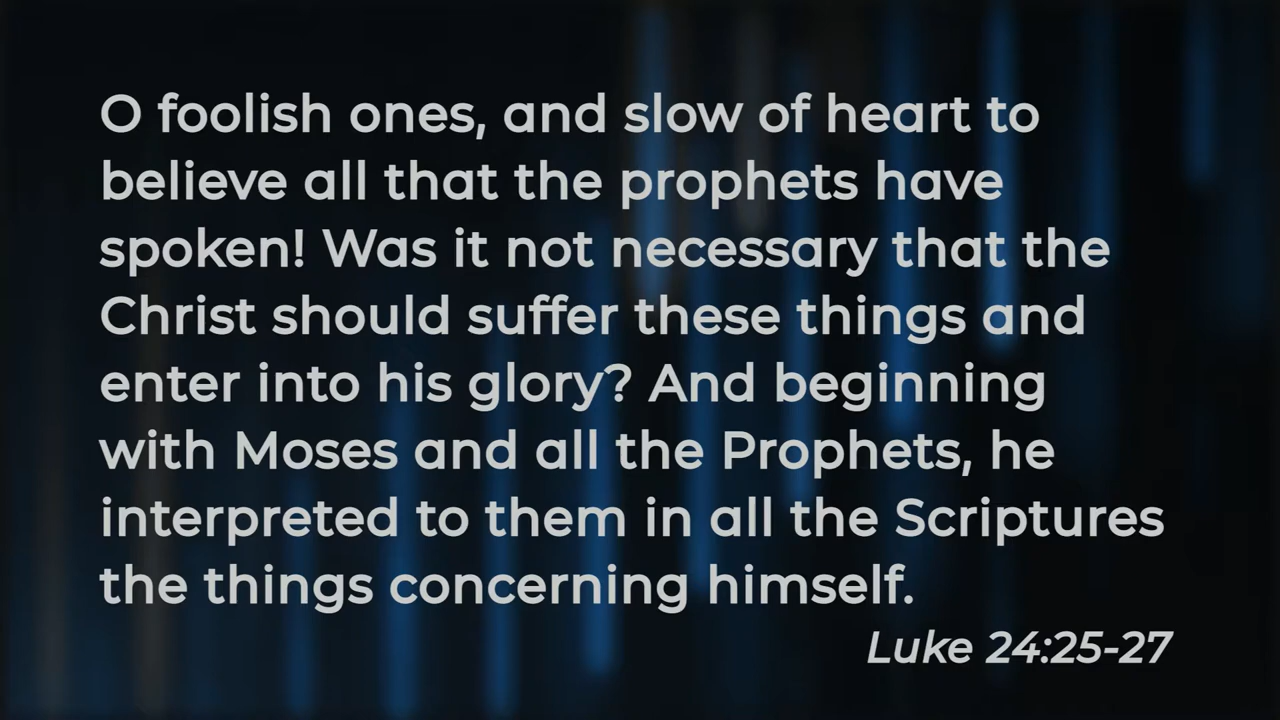 O foolish ones, and slow of heart to
believe all that the prophets have
spoken! Was it not necessary that the
Christ should suffer these things and
enter into his glory? And beginning
with Moses and all the Prophets, he
interpreted to them in all the Scriptures
the things concerning himself.
Luke 24:25-27